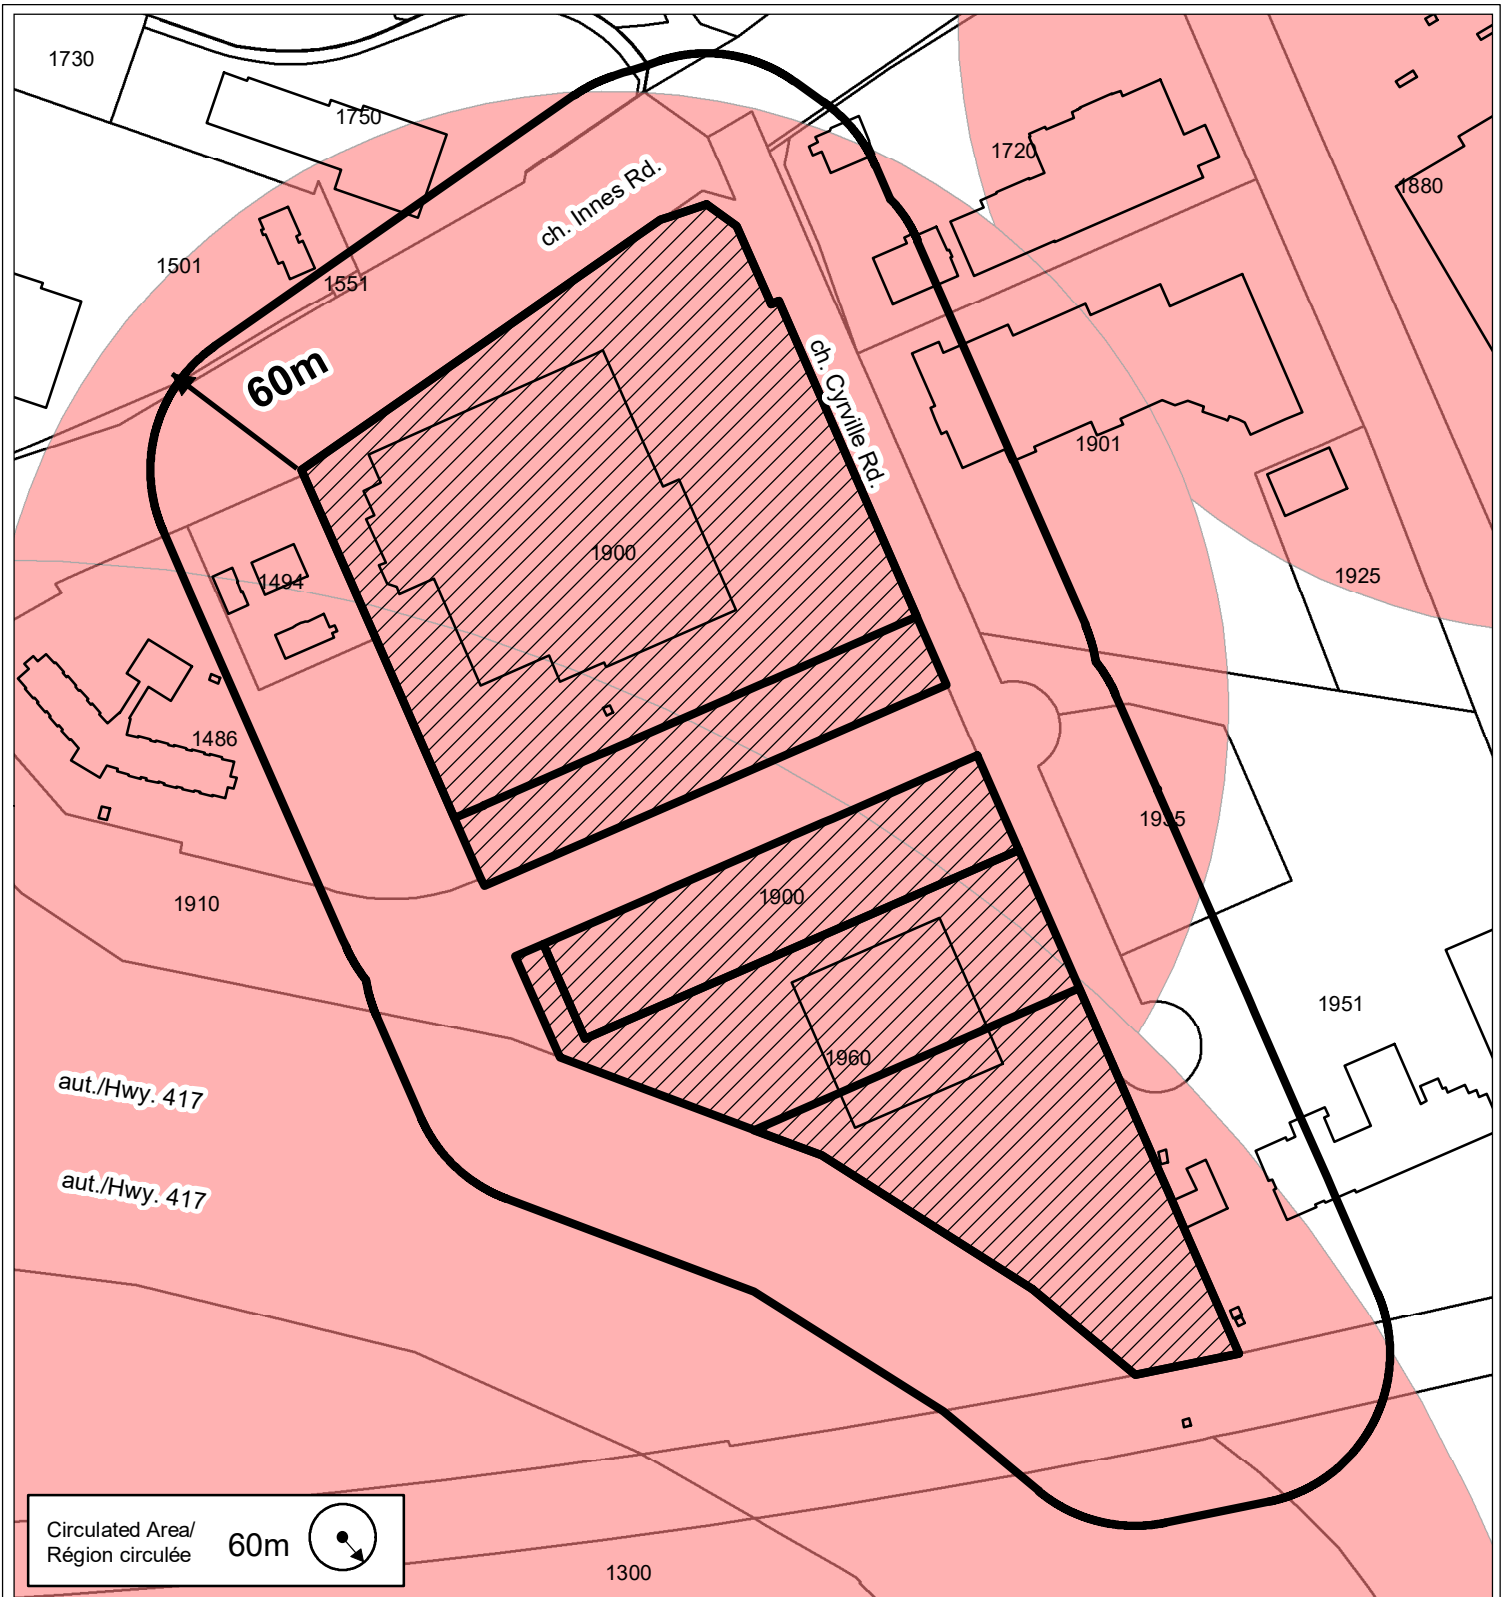 1730
1750
1720
1880
ch. Innes Rd.
1501
1551
60m
ch. Cyrville Rd.
1901
1900
1494
1925
1486
1935
1900
1910
1951
1960
aut./Hwy. 417
aut./Hwy. 417
Circulated Area/
Région circulée
60m
1300